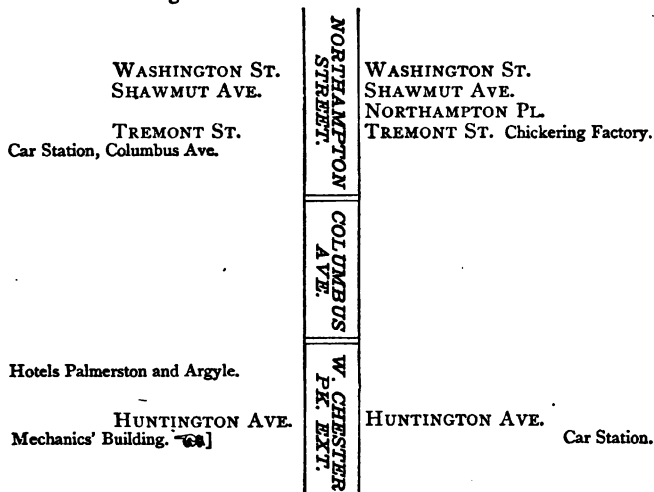 NORTHAMPTON
STREET.
WASHINGTON ST. WASHINGTON ST.
SHAWMUT AVE. SHAWMUT AVE.
NORTHAMPTON PL.
TREMONT ST. TREMONT ST. Chickering Factory.
Car Station, Columbus Ave.
COLUMBUS
AVE.
Hotels Palmerston and Argyle.
W. CHESTER
PK. EXT.
HUNTINGTON AVE. HUNTINGTON AVE.
Mechanics' Building. ☜] Car Station.